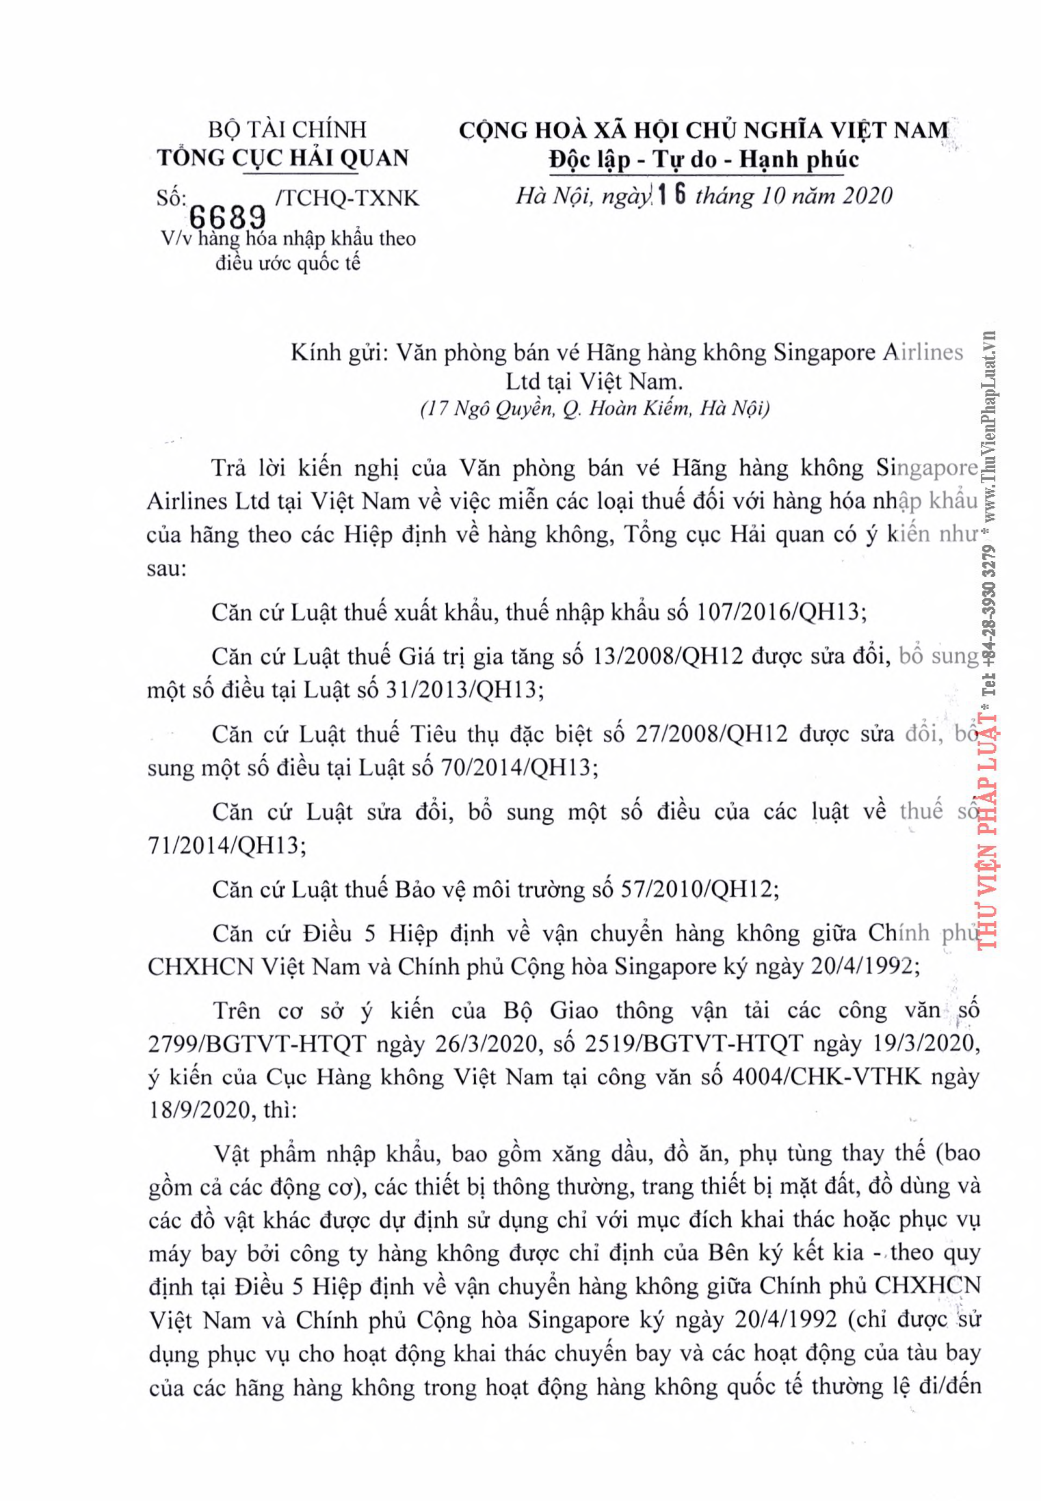 BỘ TÀI CHÍNH
TỔNG CỤC HẢI QUAN
Số: 6689 /TCHQ-TXNK
V/v hàng hóa nhập khẩu theo
điều ước quốc tế
CỘNG HOÀ XÃ HỘI CHỦ NGHĨA VIỆT NAM
Độc lập - Tự do - Hạnh phúc
Hà Nội, ngày 16 tháng 10 năm 2020
Kính gửi: Văn phòng bán vé Hãng hàng không Singapore Airlines
Ltd tại Việt Nam.
(17 Ngô Quyền, Q. Hoàn Kiếm, Hà Nội)
Trả lời kiến nghị của Văn phòng bán vé Hãng hàng không Singapore
Airlines Ltd tại Việt Nam về việc miễn các loại thuế đối với hàng hóa nhập khẩu
của hãng theo các Hiệp định về hàng không, Tổng cục Hải quan có ý kiến như
sau:
Căn cứ Luật thuế xuất khẩu, thuế nhập khẩu số 107/2016/QH13;
Căn cứ Luật thuế Giá trị gia tăng số 13/2008/QH12 được sửa đổi, bổ sung
một số điều tại Luật số 31/2013/QH13;
Căn cứ Luật thuế Tiêu thụ đặc biệt số 27/2008/QH12 được sửa đổi, bổ
sung một số điều tại Luật số 70/2014/QH13;
Căn cứ Luật sửa đổi, bổ sung một số điều của các luật về thuế số
71/2014/QH13;
Căn cứ Luật thuế Bảo vệ môi trường số 57/2010/QH12;
Căn cứ Điều 5 Hiệp định về vận chuyển hàng không giữa Chính phủ
CHXHCN Việt Nam và Chính phủ Cộng hòa Singapore ký ngày 20/4/1992;
Trên cơ sở ý kiến của Bộ Giao thông vận tải các công văn số
2799/BGTVT-HTQT ngày 26/3/2020, số 2519/BGTVT-HTQT ngày 19/3/2020,
ý kiến của Cục Hàng không Việt Nam tại công văn số 4004/CHK-VTHK ngày
18/9/2020, thì:
Vật phẩm nhập khẩu, bao gồm xăng dầu, đồ ăn, phụ tùng thay thế (bao
gồm cả các động cơ), các thiết bị thông thường, trang thiết bị mặt đất, đồ dùng và
các đồ vật khác được dự định sử dụng chỉ với mục đích khai thác hoặc phục vụ
máy bay bởi công ty hàng không được chỉ định của Bên ký kết kia - theo quy
định tại Điều 5 Hiệp định về vận chuyển hàng không giữa Chính phủ CHXHCN
Việt Nam và Chính phủ Cộng hòa Singapore ký ngày 20/4/1992 (chỉ được sử
dụng phục vụ cho hoạt động khai thác chuyến bay và các hoạt động của tàu bay
của các hãng hàng không trong hoạt động hàng không quốc tế thường lệ đi/đến
THƯ VIỆN PHÁP LUẬT * Tel: +84-28-3930 3279 * www.ThuVienPhapLuat.vn